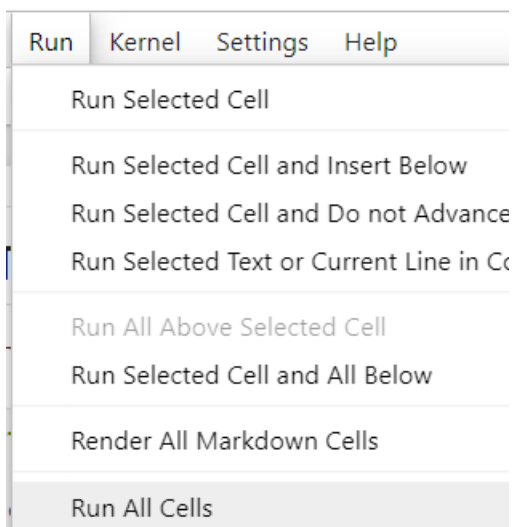 Run Kernel Settings Help
Run Selected Cell
Run Selected Cell and Insert Below
Run Selected Cell and Do not Advance
Run Selected Text or Current Line in
Run All Above Selected Cell
Run Selected Cell and All Below
Render All Markdown Cells
Run All Cells